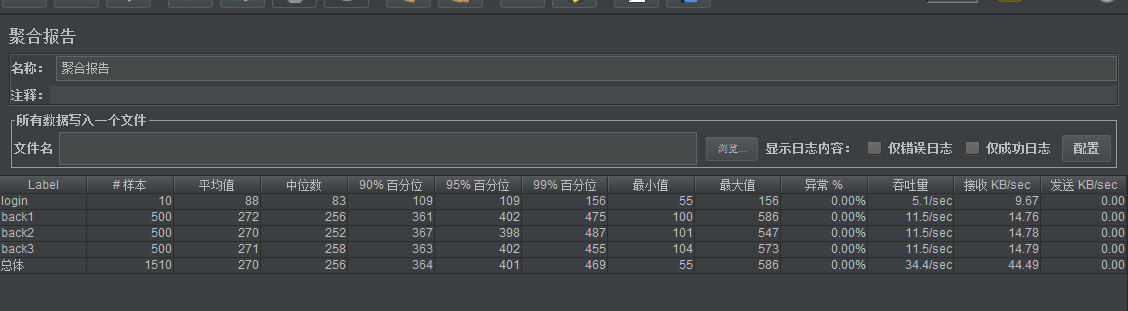 聚合报告
名称： 聚合报告
注释：
所有数据写入一个文件
文件名 浏览... 显示日志内容： 仅错误日志 仅成功日志 配置
Label # 样本 平均值 中位数 90% 百分位 95% 百分位 99% 百分位 最小值 最大值 异常 % 吞吐量 接收 KB/sec 发送 KB/sec
login 10 88 83 109 109 156 55 156 0.00% 5.1/sec 9.67 0.00
back1 500 272 256 361 402 475 100 586 0.00% 11.5/sec 14.76 0.00
back2 500 270 252 367 398 487 101 547 0.00% 11.5/sec 14.78 0.00
back3 500 271 258 363 402 455 104 573 0.00% 11.5/sec 14.79 0.00
总体 1510 270 256 364 401 469 55 586 0.00% 34.4/sec 44.49 0.00